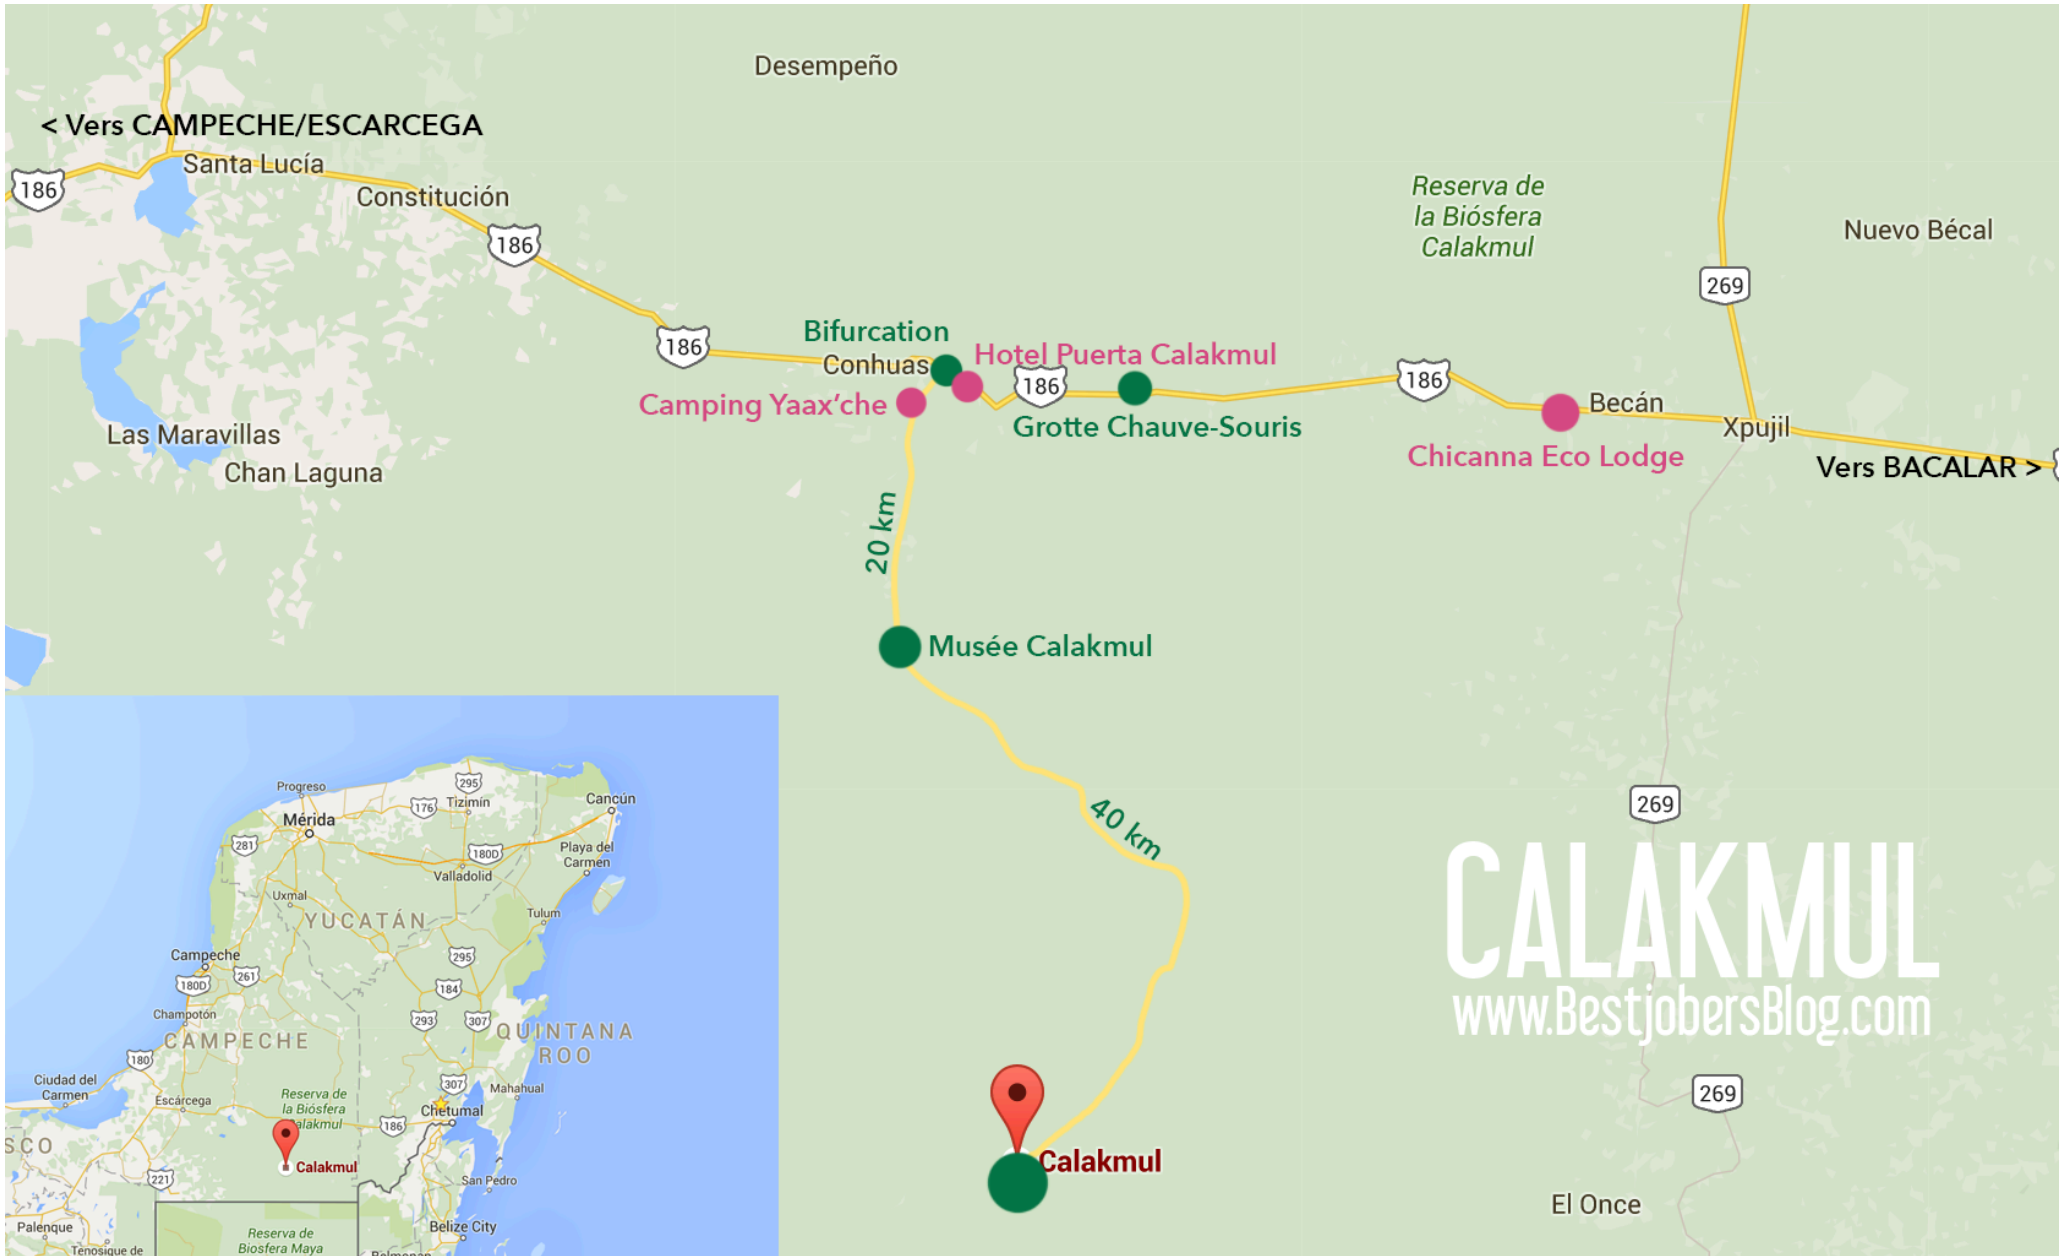 Desempeño
< Vers CAMPECHE/ESCARCEGA
Santa Lucía
186
Constitución
186
Reserva de
la Biósfera
Calakmul
Nuevo Bécal
269
186
Bifurcation
Conhuas
Hotel Puerta Calakmul
186
186
Camping Yaax'che
Grotte Chauve-Souris
Becán
Xpujil
Chicanna Eco Lodge
Vers BACALAR >
Las Maravillas
Chan Laguna
20 km
Musée Calakmul
40 km
269
CALAKMUL
www.BestjobersBlog.com
269
Calakmul
El Once
Progreso
295
Cancún
176
Tizimín
Mérida
281
180D
Playa del
Carmen
Valladolid
Uxmal
YUCATÁN
Tulum
Campeche
295
261
180D
184
Champotón
293
307
QUINTANA
ROO
CAMPECHE
180
Ciudad del
Carmen
307
Mahahual
Reserva de
la Biósfera
alakmul
Escárcega
Chetumal
186
SCO
Calakmul
221
San Pedro
Palenque
Belize City
Reserva de
Biosfera Maya
Tenosique de
Belmopan